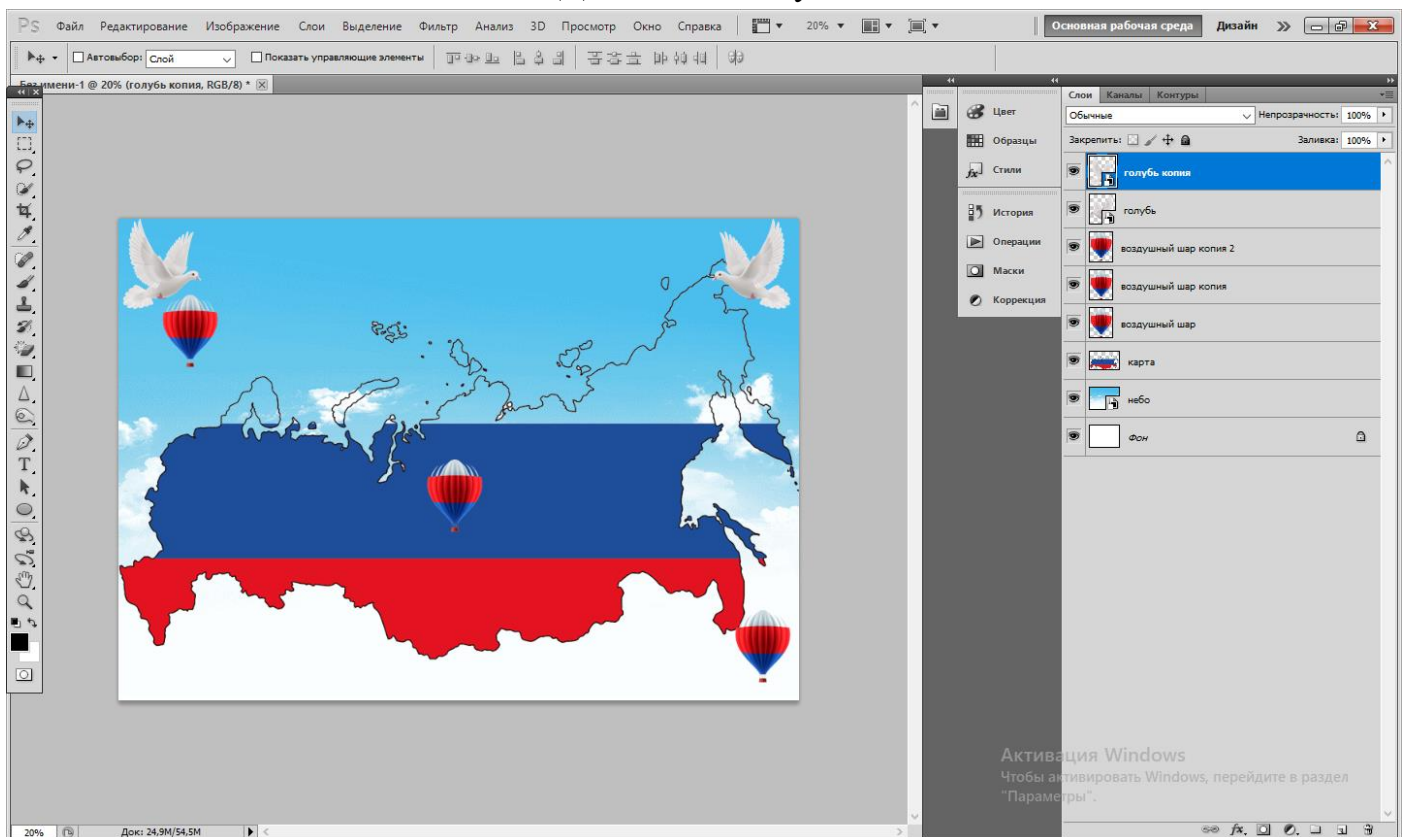 Ps Файл Редактирование Изображение Слои Выделение Фильтр Анализ 3D Просмотр Окно Справка 20% Основная рабочая среда Дизайн
Автовыбор: Слой Показать управляющие элементы
Без имени-1 @ 20% (голубь копия, RGB/8) *
Цвет
Образцы
Стили
История
Операции
Маски
Коррекция
Слои Каналы Контуры
Обычные Непрозрачность: 100%
Закрепить: Заливка: 100%
голубь копия
голубь
воздушный шар копия 2
воздушный шар копия
воздушный шар
карта
небо
Фон
Активация Windows
Чтобы активировать Windows, перейдите в раздел
"Параметры".
20% Док: 24,9M/54,5M